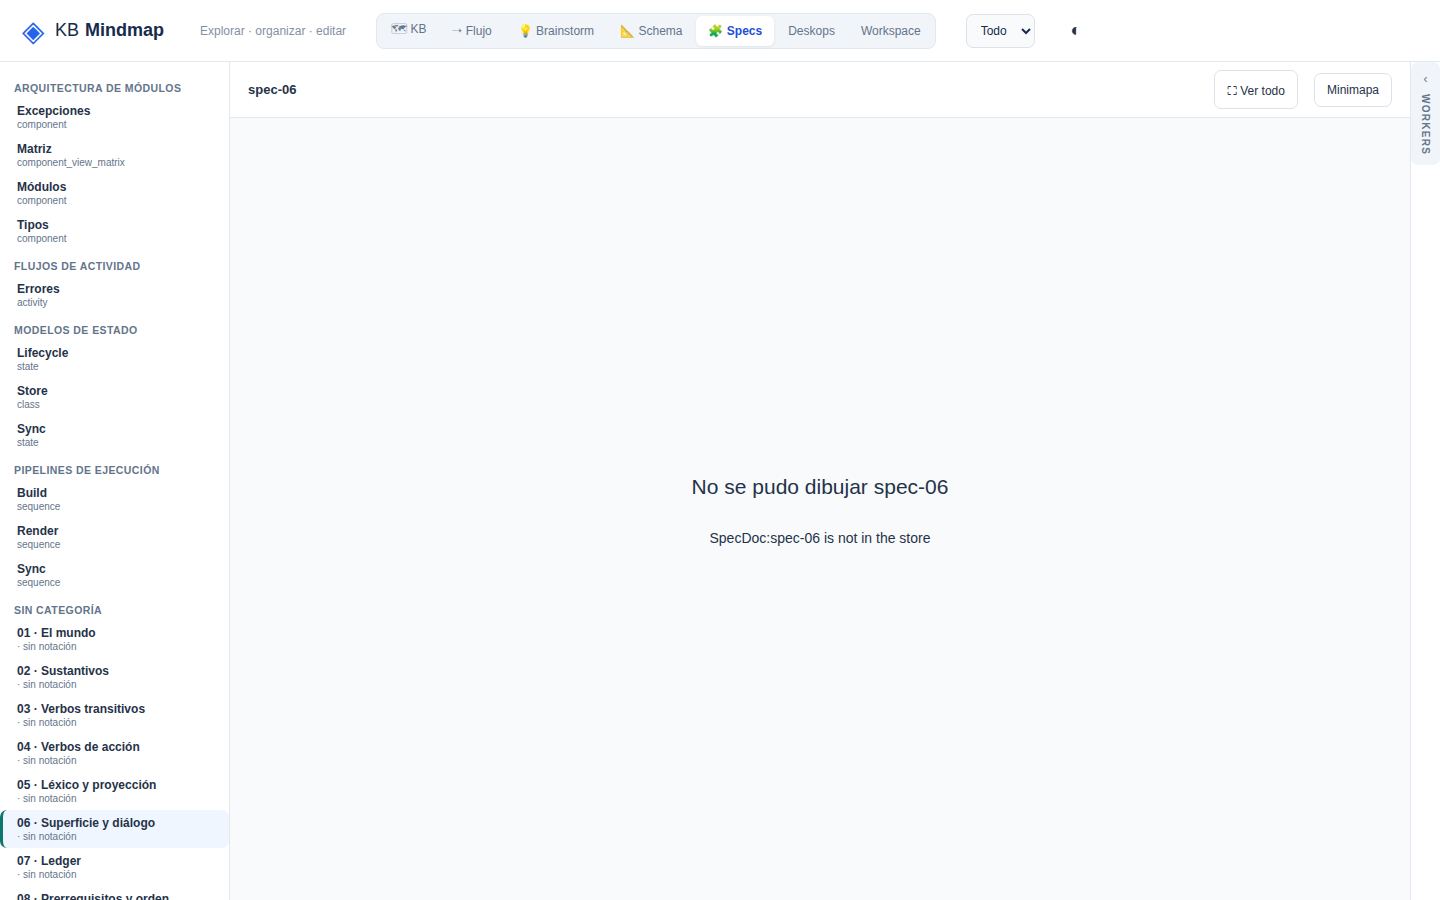 KB Mindmap
Explorar · organizar · editar
🗺 KB
→ Flujo
💡 Brainstorm
📐 Schema
🧩 Specs
Deskops
Workspace
Todo
ARQUITECTURA DE MÓDULOS
Excepciones
component
Matriz
component_view_matrix
Módulos
component
Tipos
component
FLUJOS DE ACTIVIDAD
Errores
activity
MODELOS DE ESTADO
Lifecycle
state
Store
class
Sync
state
PIPELINES DE EJECUCIÓN
Build
sequence
Render
sequence
Sync
sequence
SIN CATEGORÍA
01 · El mundo
· sin notación
02 · Sustantivos
· sin notación
03 · Verbos transitivos
· sin notación
04 · Verbos de acción
· sin notación
05 · Léxico y proyección
· sin notación
06 · Superficie y diálogo
· sin notación
07 · Ledger
· sin notación
08 · Prerrequisitos y orden
spec-06
⛶ Ver todo
Minimapa
No se pudo dibujar spec-06
SpecDoc:spec-06 is not in the store
‹
WORKERS